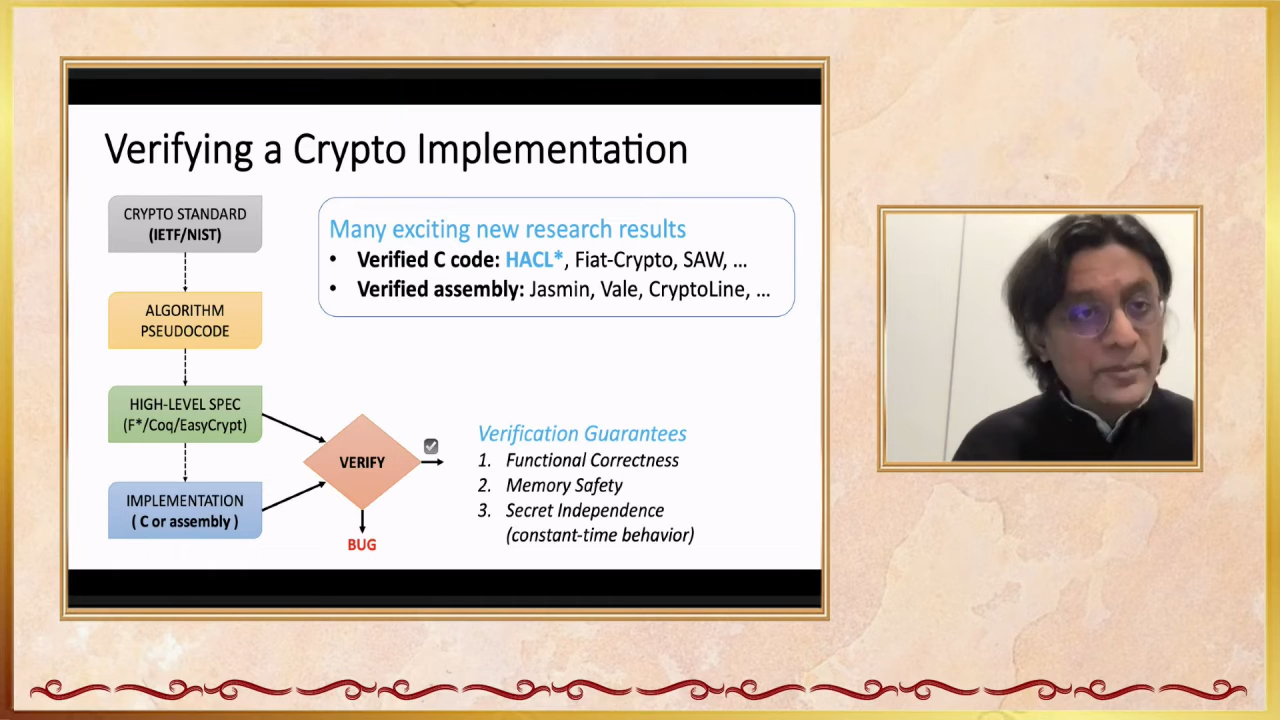 Verifying a Crypto Implementation
CRYPTO STANDARD
(IETF/NIST)
ALGORITHM
PSEUDOCODE
HIGH-LEVEL SPEC
(F*/Coq/EasyCrypt)
IMPLEMENTATION
( C or assembly )
Many exciting new research results
• Verified C code: HACL*, Fiat-Crypto, SAW, ...
• Verified assembly: Jasmin, Vale, CryptoLine, ...
VERIFY
BUG
Verification Guarantees
1. Functional Correctness
2. Memory Safety
3. Secret Independence
(constant-time behavior)